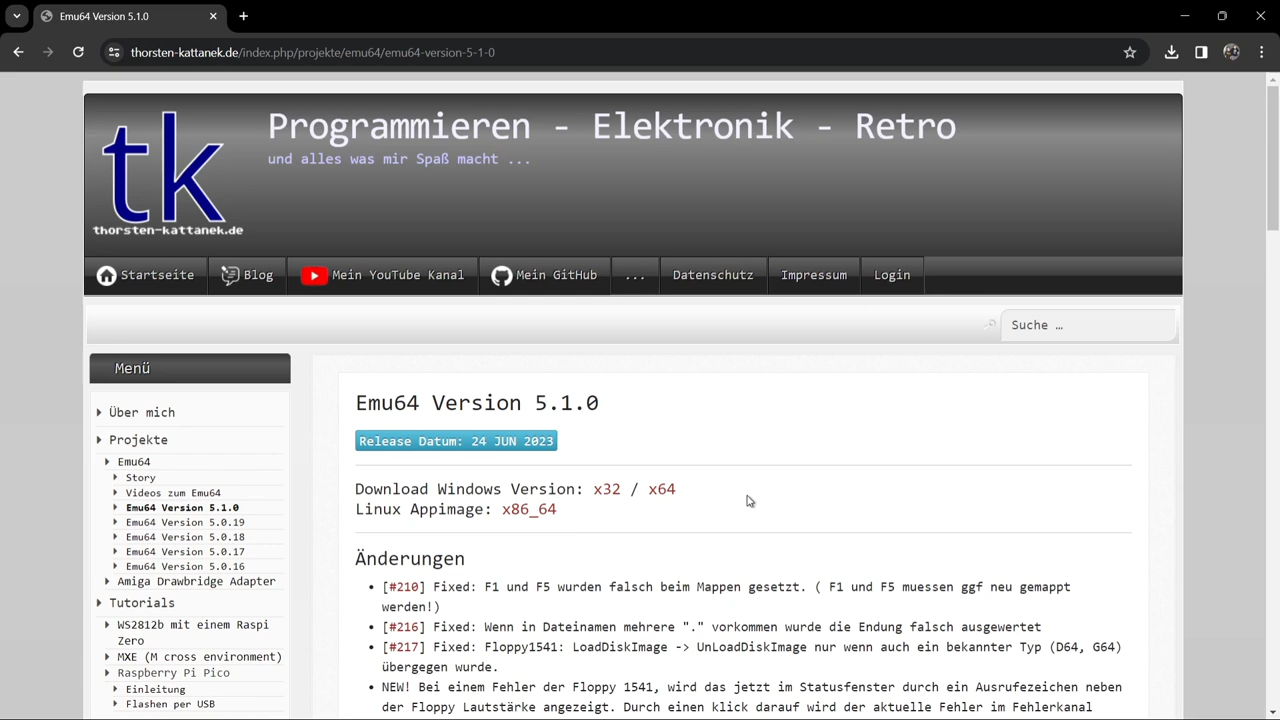 Emu64 Version 5.1.0
thorsten-kattanek.de/index.php/projekte/emu64/emu64-version-5-1-0
tk
thorsten-kattanek.de
Programmieren - Elektronik - Retro
und alles was mir Spaß macht ...
Startseite
Blog
Mein YouTube Kanal
Mein GitHub
...
Datenschutz
Impressum
Login
Suche …
Menü
Über mich
Projekte
Emu64
Story
Videos zum Emu64
Emu64 Version 5.1.0
Emu64 Version 5.0.19
Emu64 Version 5.0.18
Emu64 Version 5.0.17
Emu64 Version 5.0.16
Amiga Drawbridge Adapter
Tutorials
WS2812b mit einem Raspi
Zero
MXE (M cross environment)
Raspberry Pi Pico
Einleitung
Flashen per USB
Emu64 Version 5.1.0
Release Datum: 24 JUN 2023
Download Windows Version: x32 / x64
Linux Appimage: x86_64
Änderungen
[#210] Fixed: F1 und F5 wurden falsch beim Mappen gesetzt. ( F1 und F5 muessen ggf neu gemappt
werden!)
[#216] Fixed: Wenn in Dateinamen mehrere "." vorkommen wurde die Endung falsch ausgewertet
[#217] Fixed: Floppy1541: LoadDiskImage -> UnLoadDiskImage nur wenn auch ein bekannter Typ (D64, G64)
übergegen wurde.
NEW! Bei einem Fehler der Floppy 1541, wird das jetzt im Statusfenster durch ein Ausrufezeichen neben
der Floppy Lautstärke angezeigt. Durch einen klick darauf wird der aktuelle Fehler im Fehlerkanal